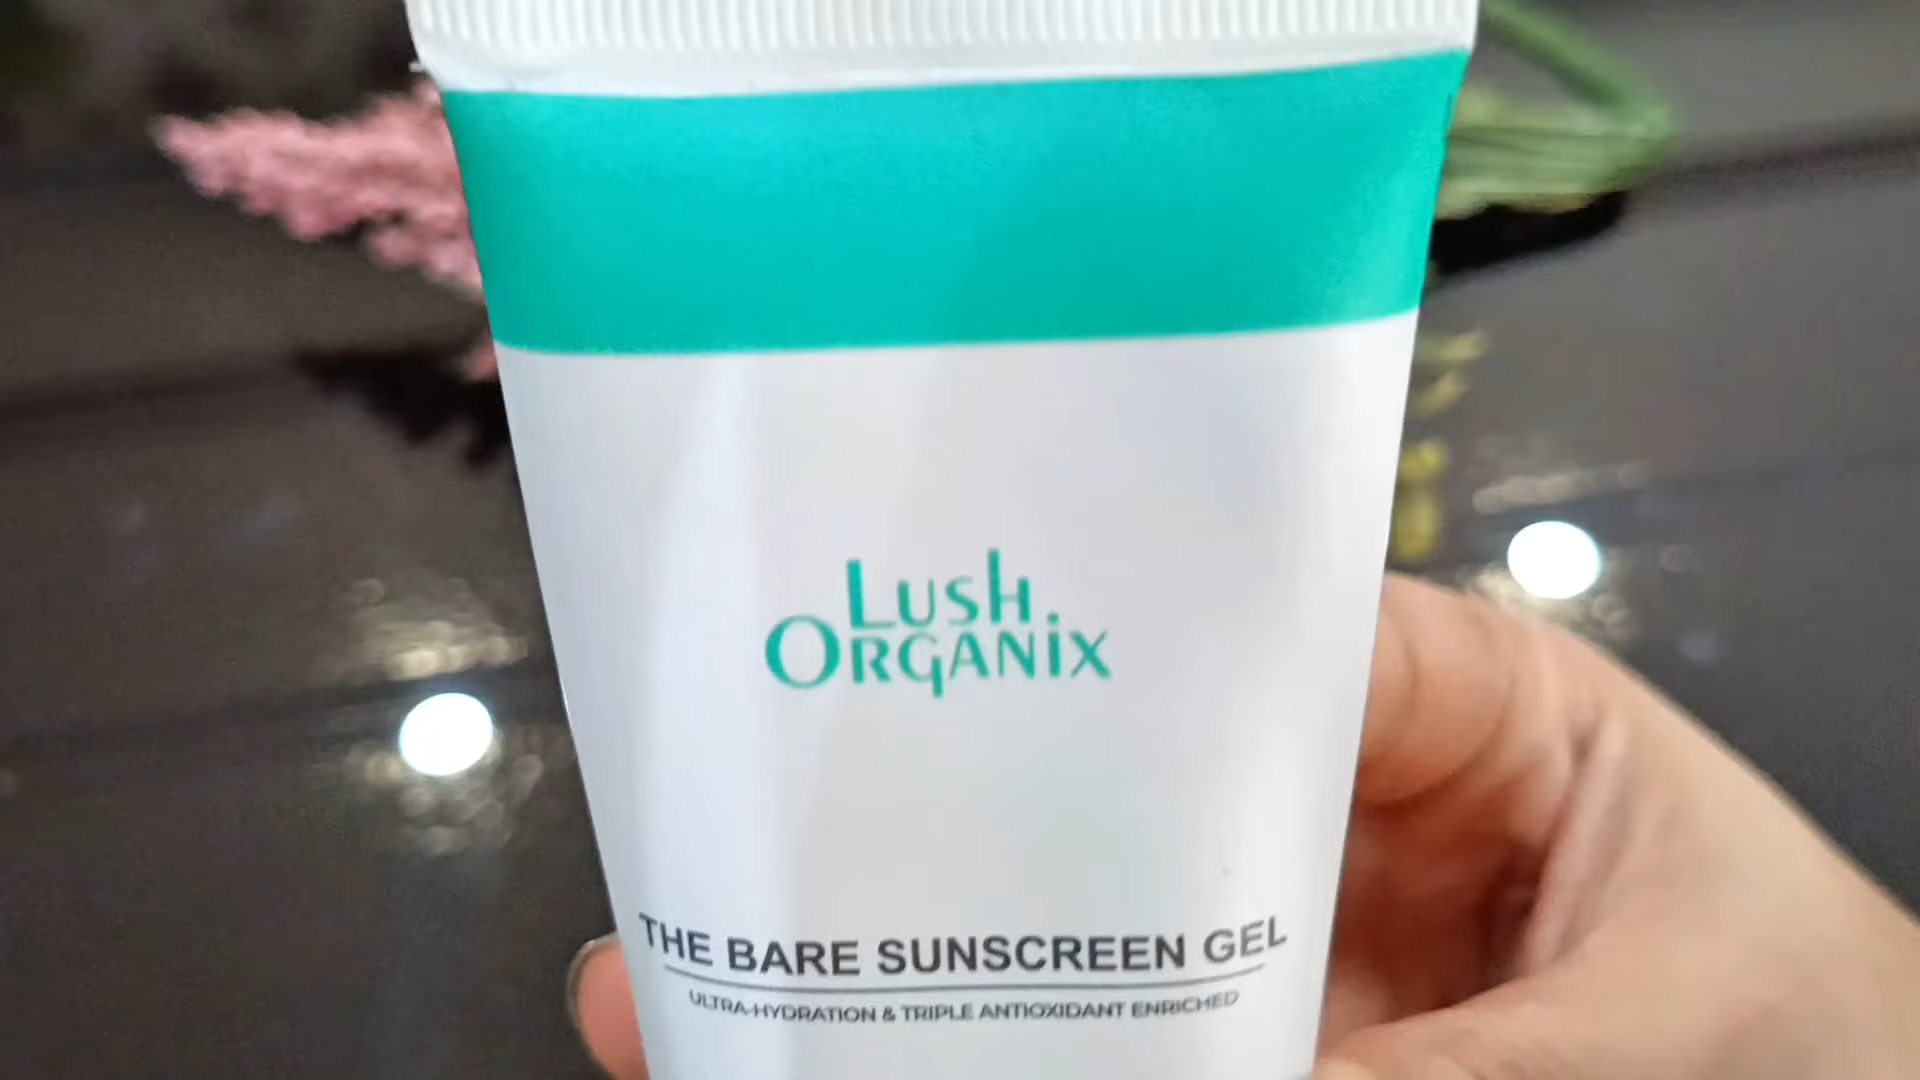 Lush
Organix
THE BARE SUNSCREEN GEL
ULTRA-HYDRATION & TRIPLE ANTIOXIDANT ENRICHED